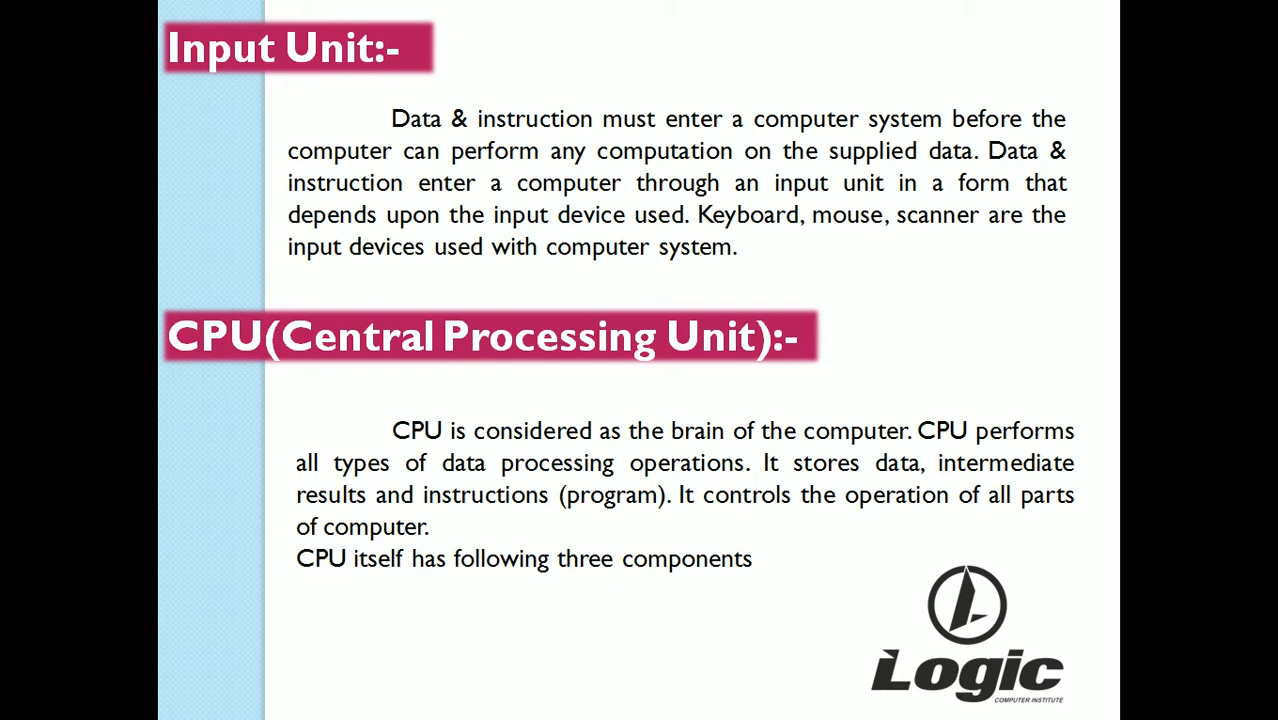 Input Unit:-
Data & instruction must enter a computer system before the
computer can perform any computation on the supplied data. Data &
instruction enter a computer through an input unit in a form that
depends upon the input device used. Keyboard, mouse, scanner are the
input devices used with computer system.
CPU(Central Processing Unit):-
CPU is considered as the brain of the computer. CPU performs
all types of data processing operations. It stores data, intermediate
results and instructions (program). It controls the operation of all parts
of computer.
CPU itself has following three components
Logic
COMPUTER INSTITUTE